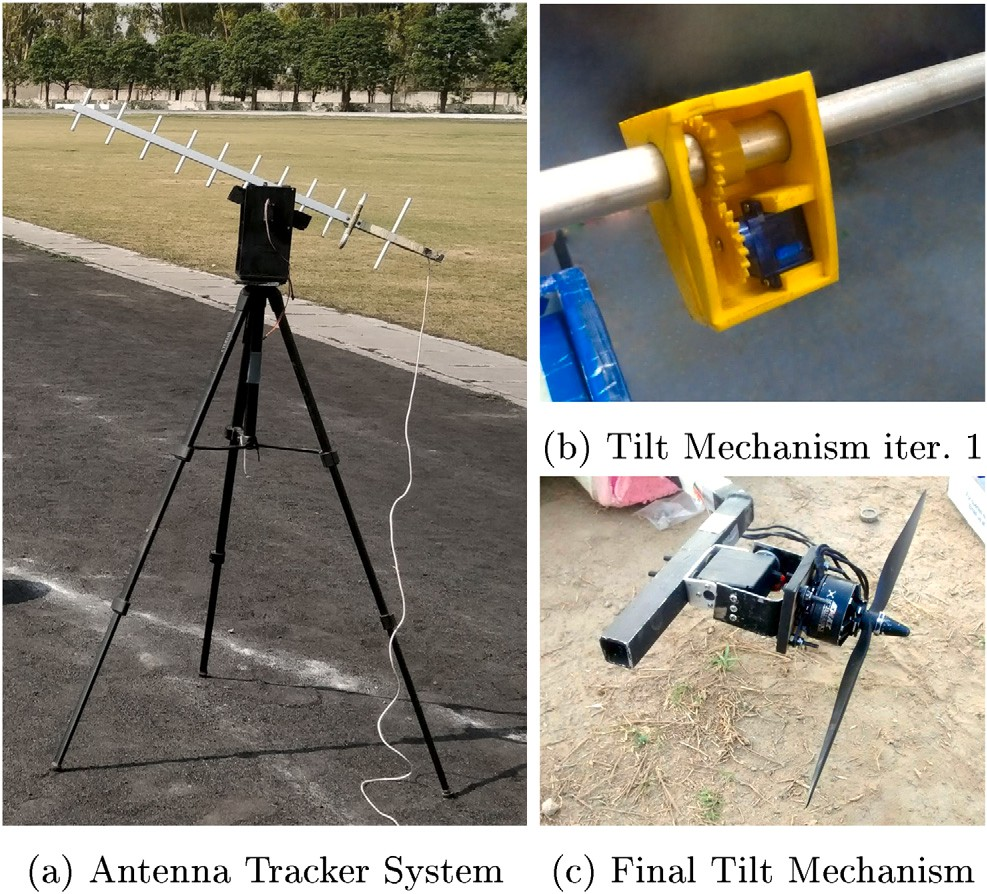 (a) Antenna Tracker System
(b) Tilt Mechanism iter. 1
(c) Final Tilt Mechanism